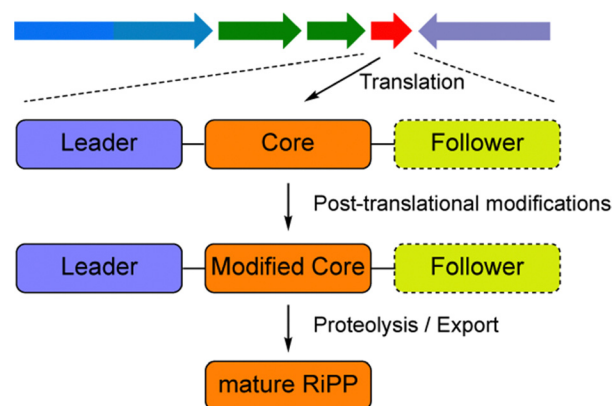 Translation
Leader Core Follower
Post-translational modifications
Leader Modified Core Follower
Proteolysis / Export
mature RiPP